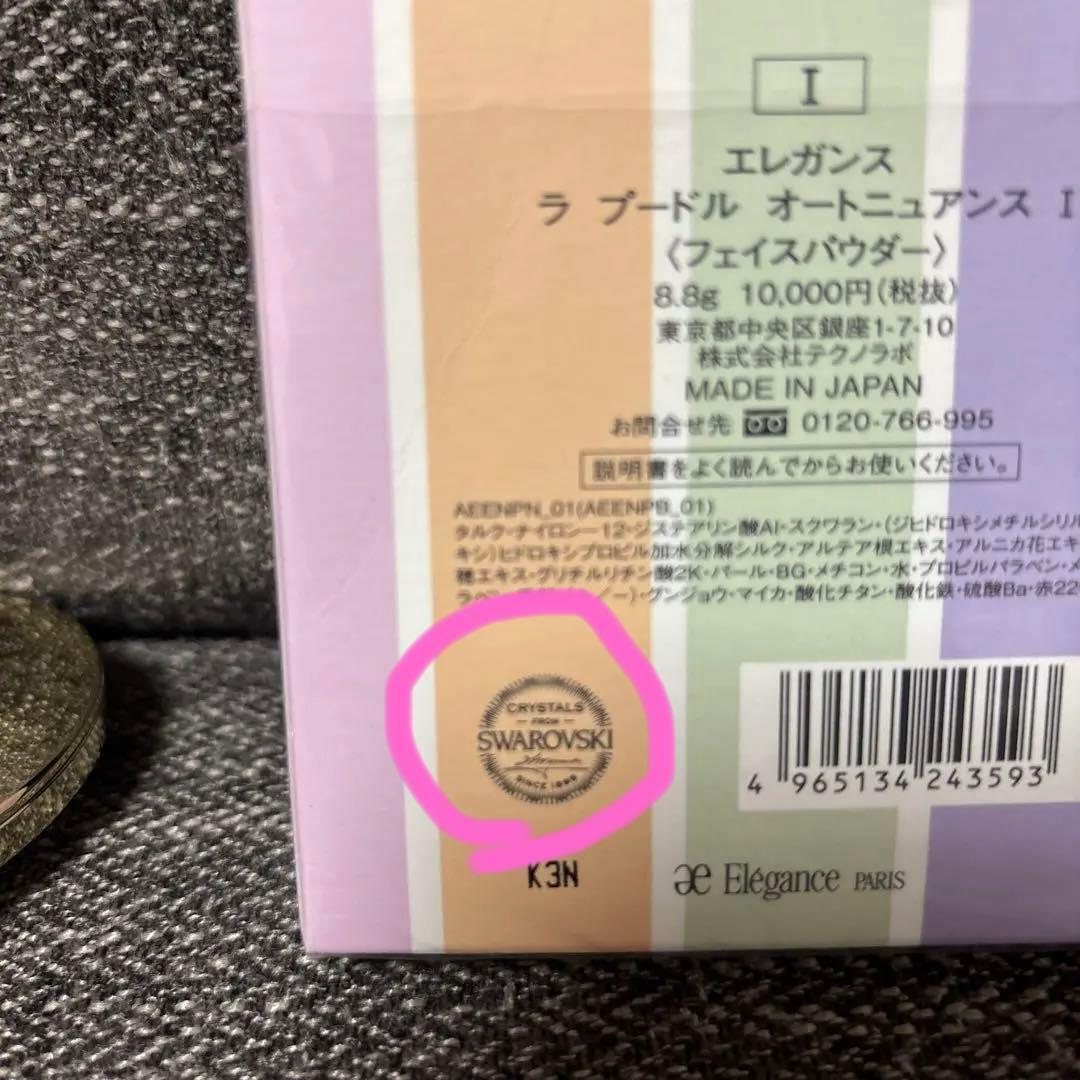 I
エレガンス
ラ プードル オートニュアンス I
〈フェイスパウダー〉
8.8g 10,000円(税抜)
東京都中央区銀座1-7-10
株式会社テクノラボ
MADE IN JAPAN
お問合せ先 0120-766-995
説明書をよく読んでからお使いください。
AEENPN_01(AEENPB_01)
タルク・ナイロン-12・ジステアリン酸Al・スクワラン・(ジヒドロキシメチルシリル
キシ)ヒドロキシプロピル加水分解シルク・アルテア根エキス・アルニカ花エキ
穂エキス・グリチルリチン酸2K・パール・BG・メチコン・水・プロピルパラベン・メ
ラベン・(+/-)・グンジョウ・マイカ・酸化チタン・酸化鉄・硫酸Ba・赤22
CRYSTALS
FROM
SWAROVSKI
SINCE 1895
4 965134 243593
K3N
æ Elégance PARIS